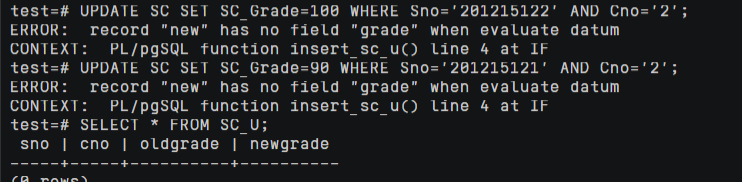 test=# UPDATE SC SET SC_Grade=100 WHERE Sno='201215122' AND Cno='2';
ERROR:  record "new" has no field "grade" when evaluate datum
CONTEXT:  PL/pgSQL function insert_sc_u() line 4 at IF
test=# UPDATE SC SET SC_Grade=90 WHERE Sno='201215121' AND Cno='2';
ERROR:  record "new" has no field "grade" when evaluate datum
CONTEXT:  PL/pgSQL function insert_sc_u() line 4 at IF
test=# SELECT * FROM SC_U;
 sno | cno | oldgrade | newgrade
-----+-----+----------+----------
(0 rows)